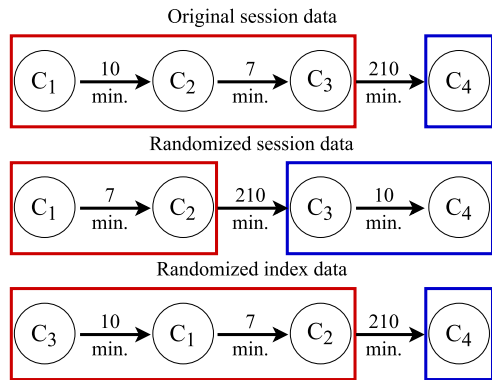 Original session data
C1 10 min. C2 7 min. C3 210 min. C4
Randomized session data
C1 7 min. C2 210 min. C3 10 min. C4
Randomized index data
C3 10 min. C1 7 min. C2 210 min. C4